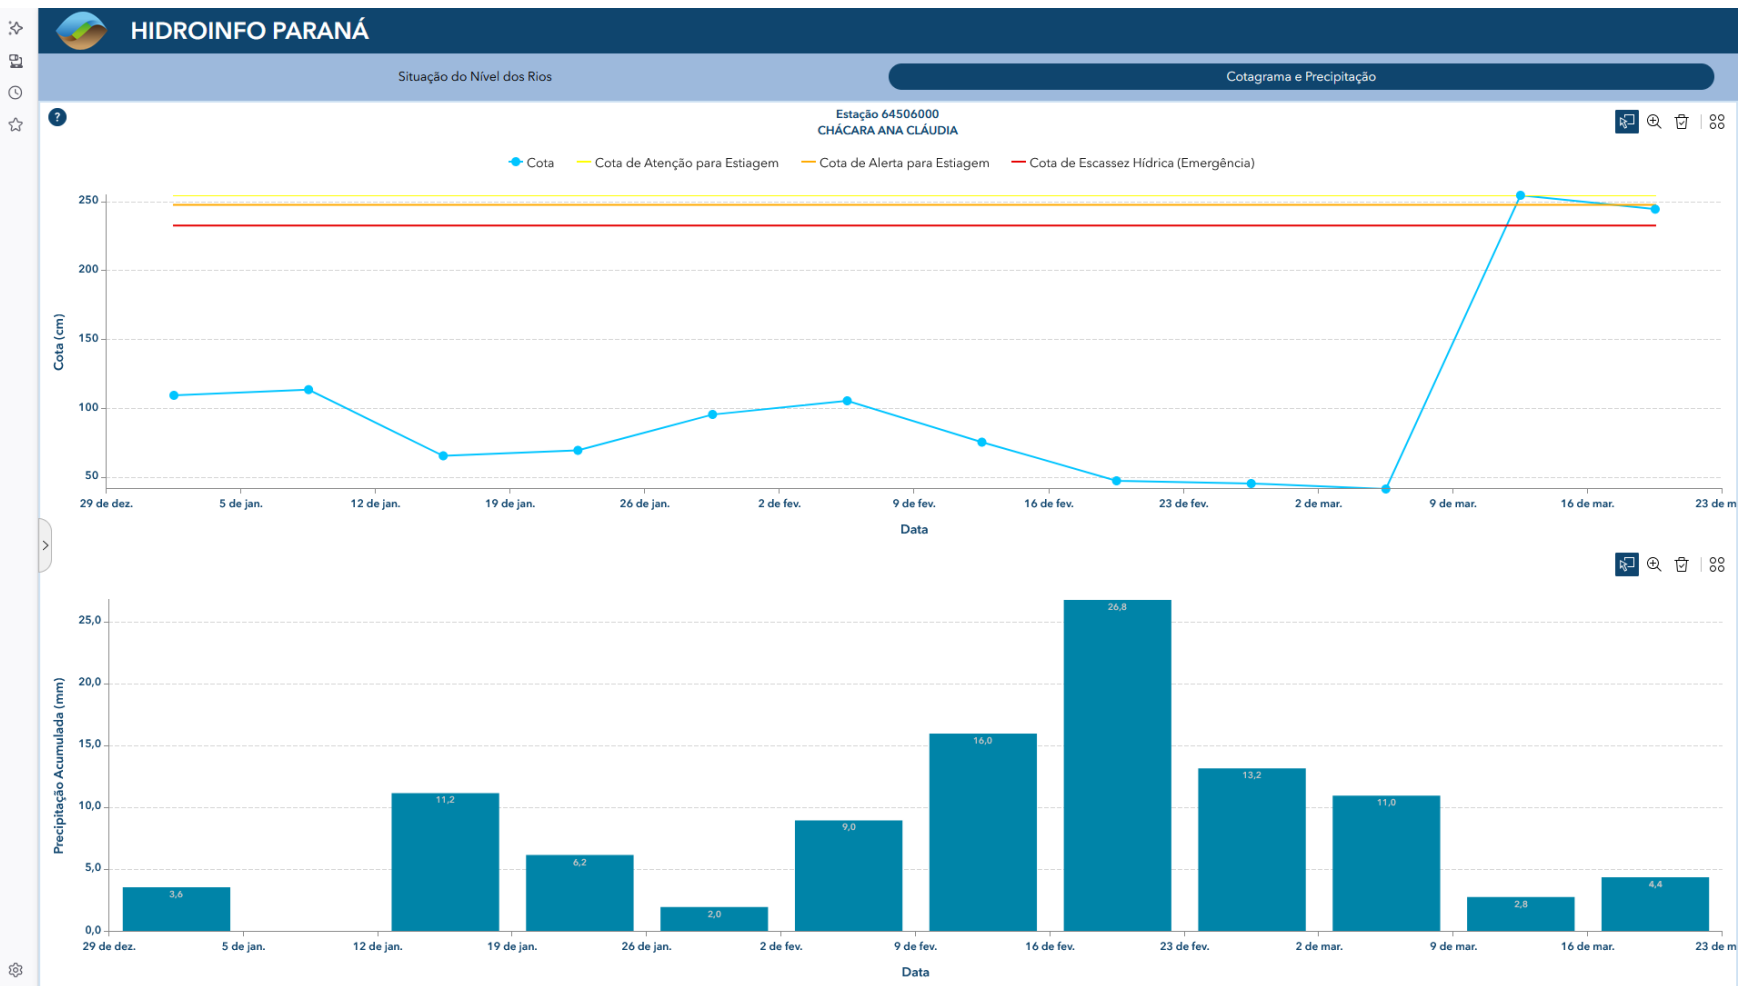 HIDROINFO PARANÁ
Situação do Nível dos Rios
Cotagrama e Precipitação
?
Estação 64506000
CHÁCARA ANA CLÁUDIA
Cota
Cota de Atenção para Estiagem
Cota de Alerta para Estiagem
Cota de Escassez Hídrica (Emergência)
Cota (cm)
250
200
150
100
50
29 de dez.
5 de jan.
12 de jan.
19 de jan.
26 de jan.
2 de fev.
9 de fev.
16 de fev.
23 de fev.
2 de mar.
9 de mar.
16 de mar.
23 de m
Data
Precipitação Acumulada (mm)
25,0
20,0
15,0
10,0
5,0
0,0
3,6
11,2
6,2
2,0
9,0
16,0
26,8
13,2
11,0
2,8
4,4
29 de dez.
5 de jan.
12 de jan.
19 de jan.
26 de jan.
2 de fev.
9 de fev.
16 de fev.
23 de fev.
2 de mar.
9 de mar.
16 de mar.
23 de m
Data